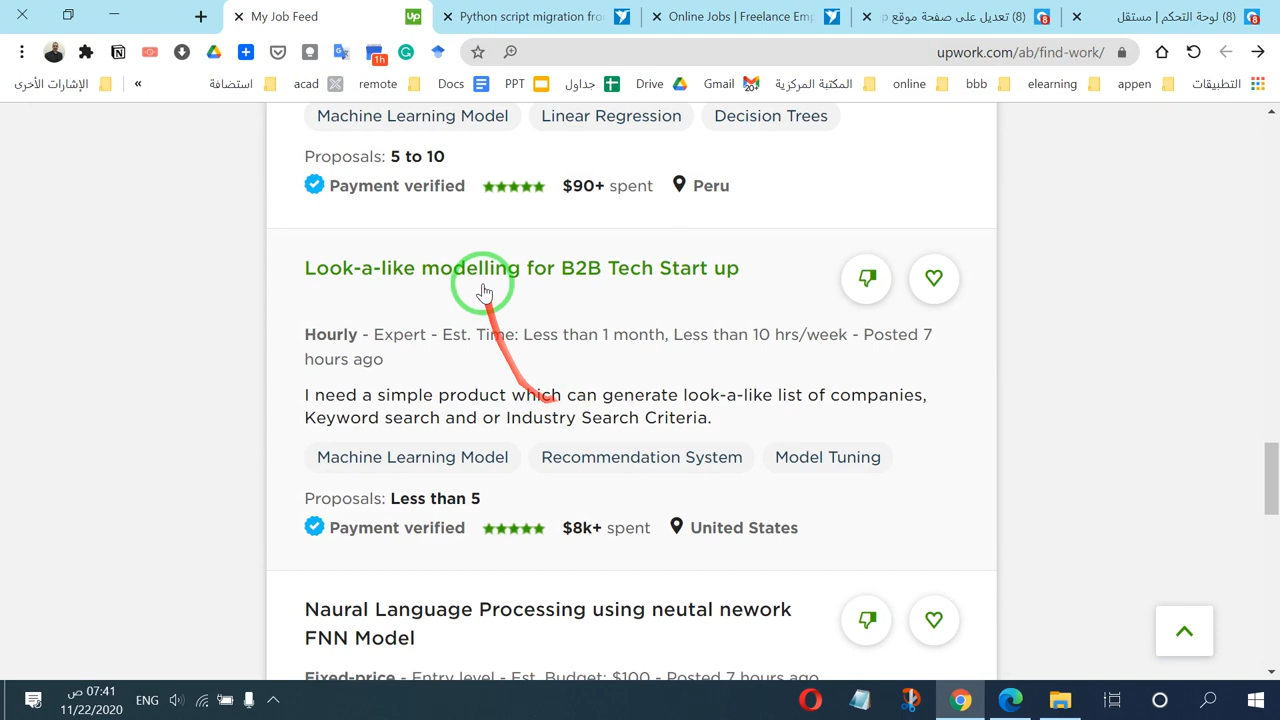 My Job Feed
Up
Python script migration fro
Online Jobs | Freelance Emp
(8) تعديل على صفحة موقع p
(8) لوحة التحكم | مستقل
upwork.com/ab/find-work/
1h
الإشارات الأخرى
«
استضافة
acad
remote
Docs
PPT
جداول
Drive
Gmail
20+
المكتبة المركزية
online
bbb
elearning
appen
التطبيقات
Machine Learning Model
Linear Regression
Decision Trees
Proposals: 5 to 10
Payment verified
$90+ spent
Peru
Look-a-like modelling for B2B Tech Start up
Hourly - Expert - Est. Time: Less than 1 month, Less than 10 hrs/week - Posted 7
hours ago
I need a simple product which can generate look-a-like list of companies,
Keyword search and or Industry Search Criteria.
Machine Learning Model
Recommendation System
Model Tuning
Proposals: Less than 5
Payment verified
$8k+ spent
United States
Naural Language Processing using neutal nework
FNN Model
Fixed-price - Entry level - Est. Budget: $100 - Posted 7 hours ago
07:41 ص
11/22/2020
ENG